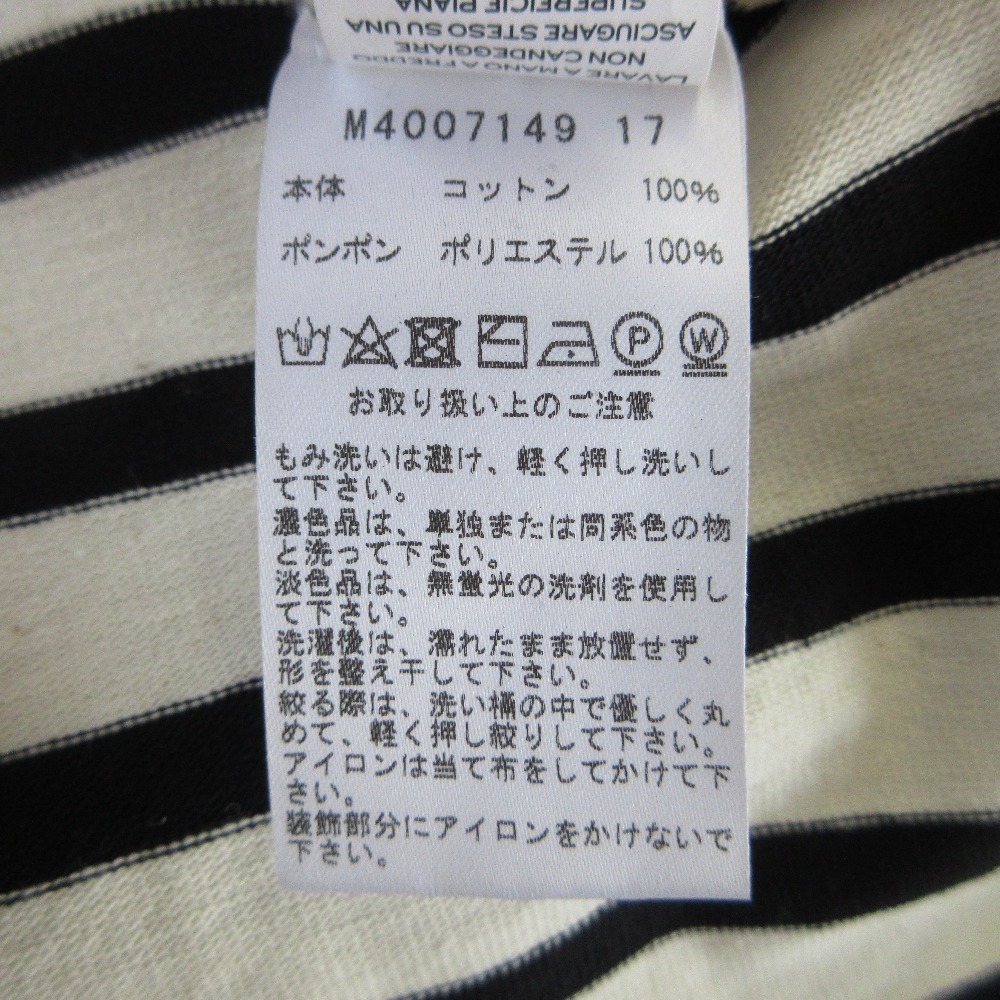 SUPERFICIE PIANA
ASCIUGARE STESO SU UNA
NON CANDEGGIARE
LAVARE A MANO A FREDDO
M4007149 17
本体 コットン 100%
ポンポン ポリエステル 100%
P W
お取り扱い上のご注意
もみ洗いは避け、軽く押し洗いし
て下さい。
濃色品は、単独または同系色の物
と洗って下さい。
淡色品は、無蛍光の洗剤を使用し
て下さい。
洗濯後は、濡れたまま放置せず、
形を整え干して下さい。
絞る際は、洗い桶の中で優しく丸
めて、軽く押し絞りして下さい。
アイロンは当て布をしてかけて下
さい。
装飾部分にアイロンをかけないで
下さい。